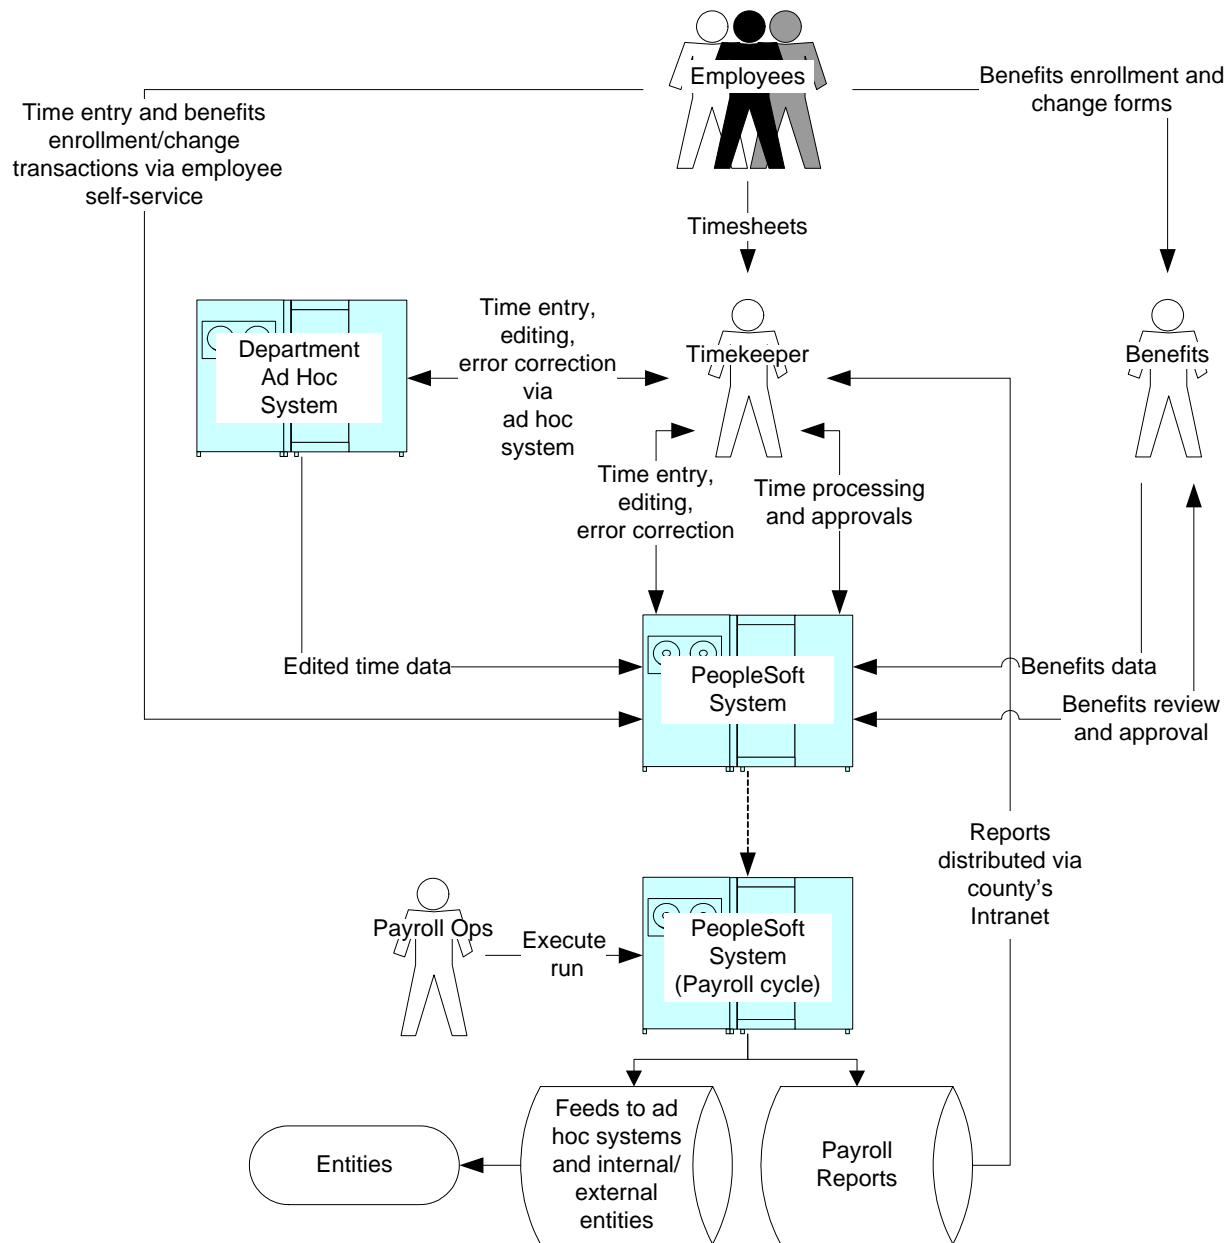 Employees
Benefits enrollment and
change forms
Time entry and benefits
enrollment/change
transactions via employee
self-service
Timesheets
Department
Ad Hoc
System
Time entry,
editing,
error correction
via
ad hoc
system
Timekeeper
Benefits
Time entry,
editing,
error correction
Time processing
and approvals
Edited time data
PeopleSoft
System
Benefits data
Benefits review
and approval
Reports
distributed via
county’s
Intranet
Payroll Ops
Execute
run
PeopleSoft
System
(Payroll cycle)
Entities
Feeds to ad
hoc systems
and internal/
external
entities
Payroll
Reports